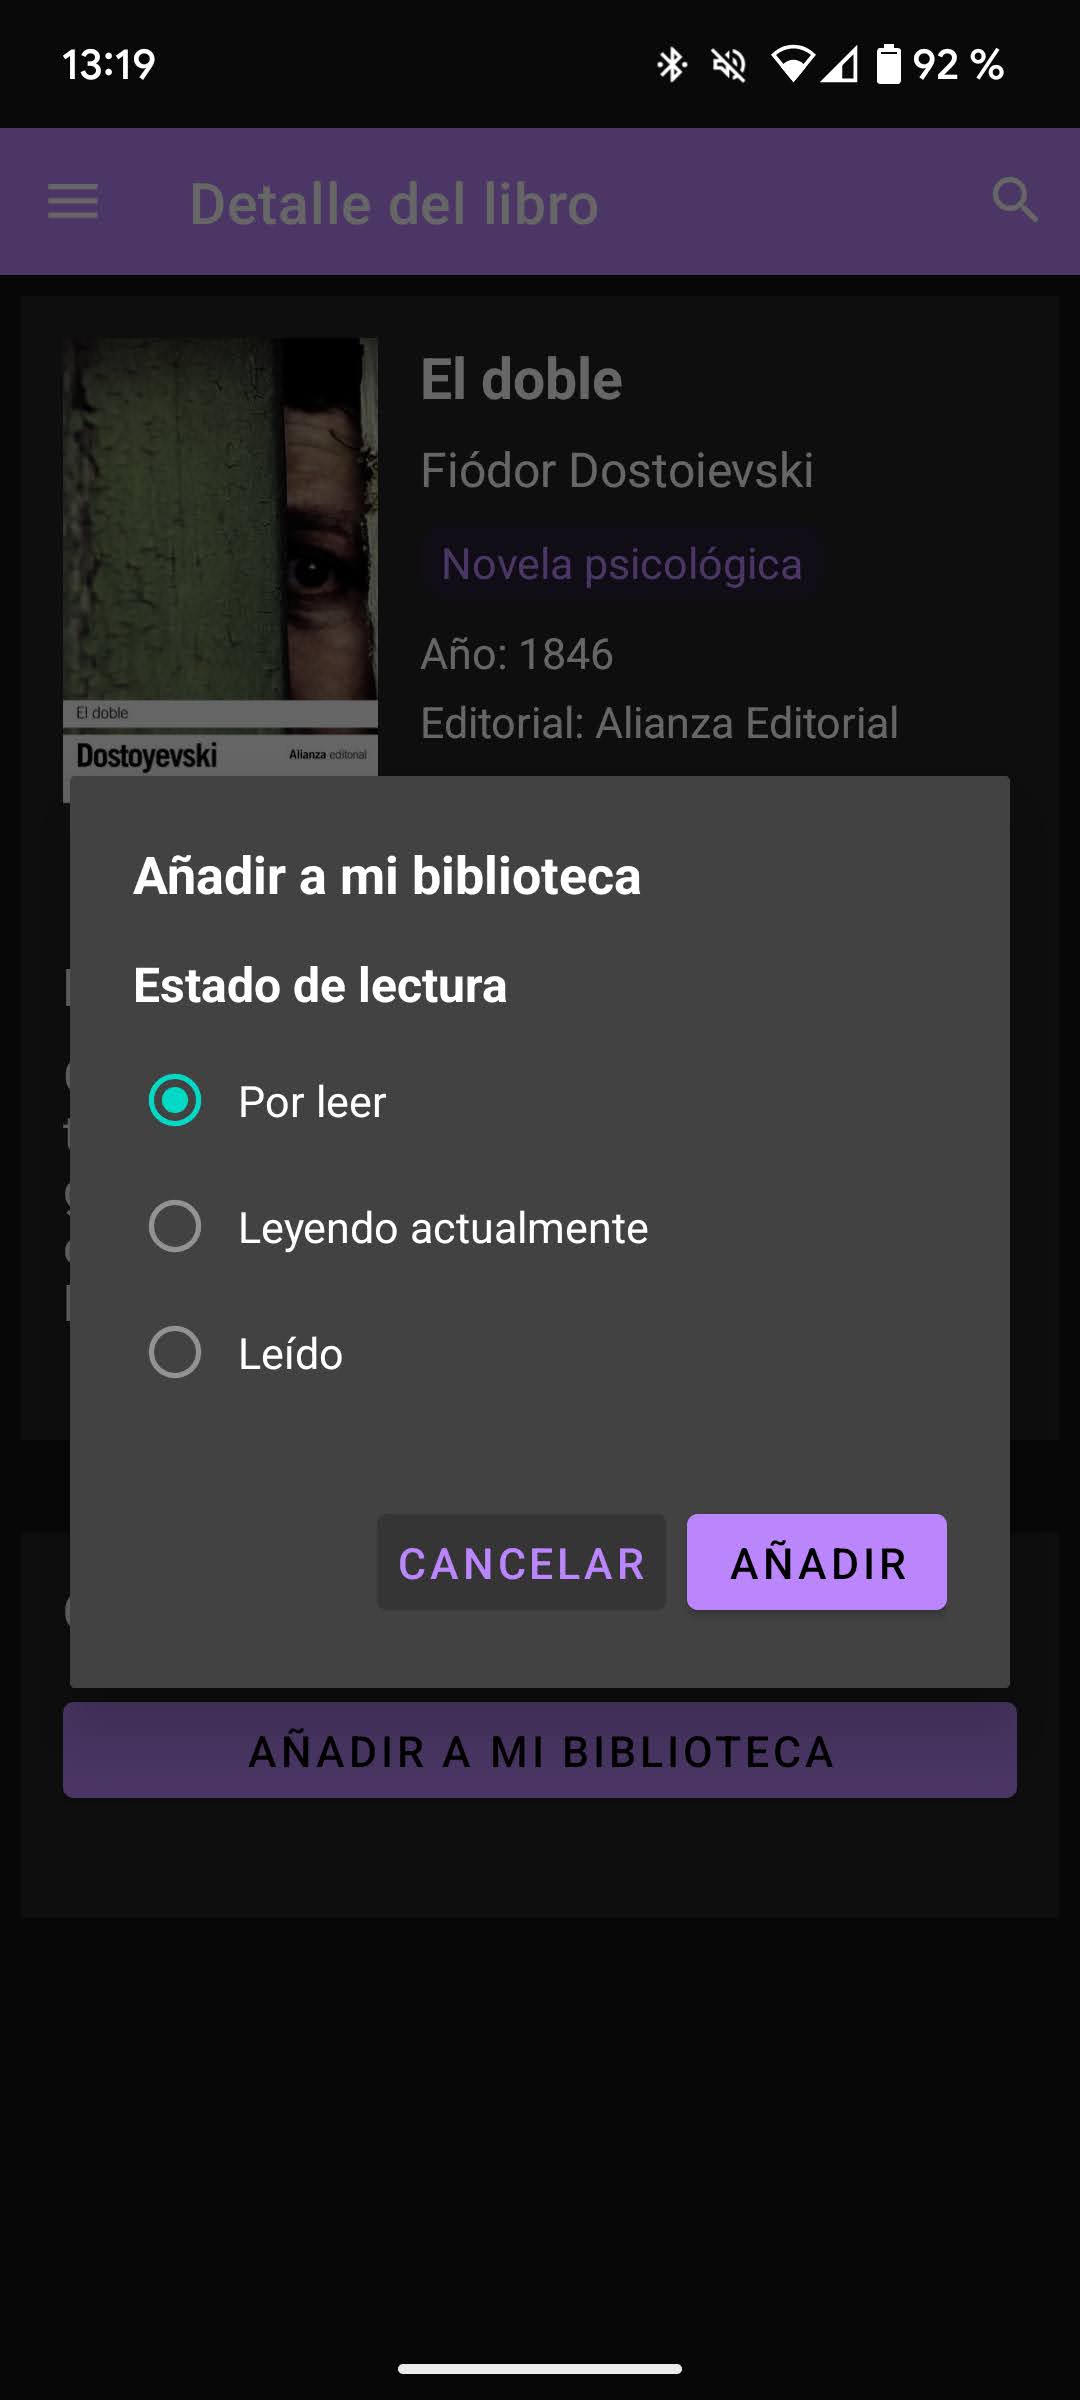 13:19
92 %
Detalle del libro
El doble
Fiódor Dostoievski
Novela psicológica
Año: 1846
Editorial: Alianza Editorial
El doble
Dostoyevski
Alianza editorial
Añadir a mi biblioteca
Estado de lectura
Por leer
Leyendo actualmente
Leído
CANCELAR
AÑADIR
AÑADIR A MI BIBLIOTECA